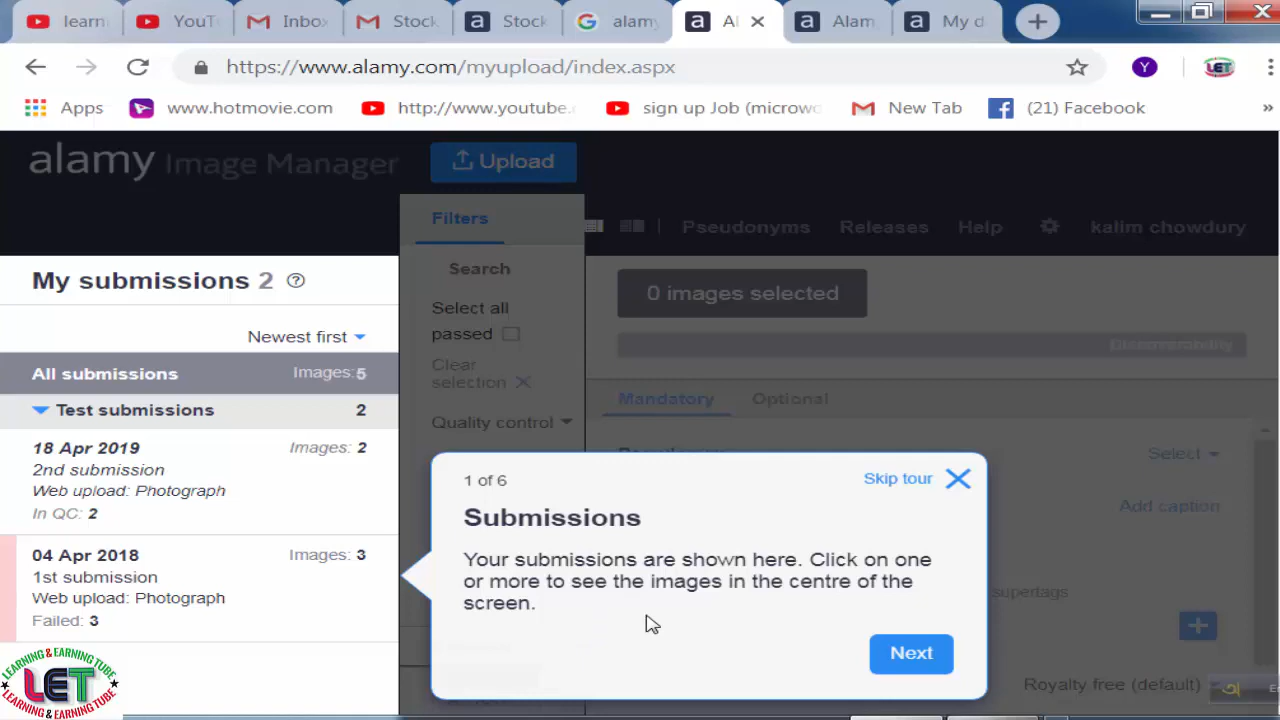 learn
YouT
Inbo
Stock
Stock
alamy
Al
Alam
My d
https://www.alamy.com/myupload/index.aspx
Y
LET
Apps
www.hotmovie.com
http://www.youtube.c
sign up Job (microwo
New Tab
(21) Facebook
»
alamy Image Manager
Upload
Filters
Pseudonyms
Releases
Help
kalim chowdury
My submissions 2
Search
0 images selected
Select all
passed
Newest first
Discoverability
Clear
selection
All submissions
Images: 5
Mandatory
Optional
Test submissions
2
Quality control
18 Apr 2019
Images: 2
2nd submission
Web upload: Photograph
In QC: 2
Select
1 of 6
Skip tour
Add caption
Submissions
04 Apr 2018
Images: 3
1st submission
Web upload: Photograph
Failed: 3
Your submissions are shown here. Click on one
or more to see the images in the centre of the
screen.
supertags
Next
Royalty free (default)
LEARNING & EARNING TUBE
LET
LEARNING & EARNING TUBE